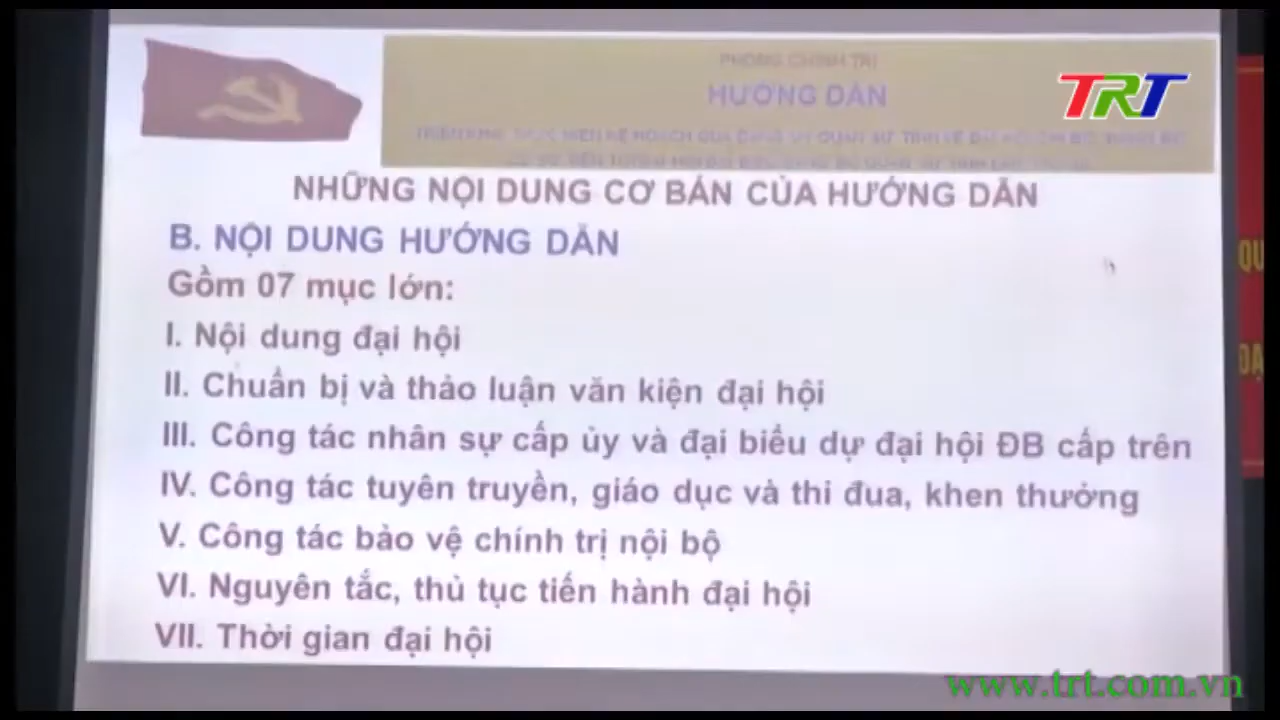 PHÒNG CHÍNH TRỊ
HƯỚNG DẪN
TRT
NHỮNG NỘI DUNG CƠ BẢN CỦA HƯỚNG DẪN
B. NỘI DUNG HƯỚNG DẪN
Gồm 07 mục lớn:
I. Nội dung đại hội
II. Chuẩn bị và thảo luận văn kiện đại hội
III. Công tác nhân sự cấp ủy và đại biểu dự đại hội ĐB cấp trên
IV. Công tác tuyên truyền, giáo dục và thi đua, khen thưởng
V. Công tác bảo vệ chính trị nội bộ
VI. Nguyên tắc, thủ tục tiến hành đại hội
VII. Thời gian đại hội
QU
ĐẠ
www.trt.com.vn